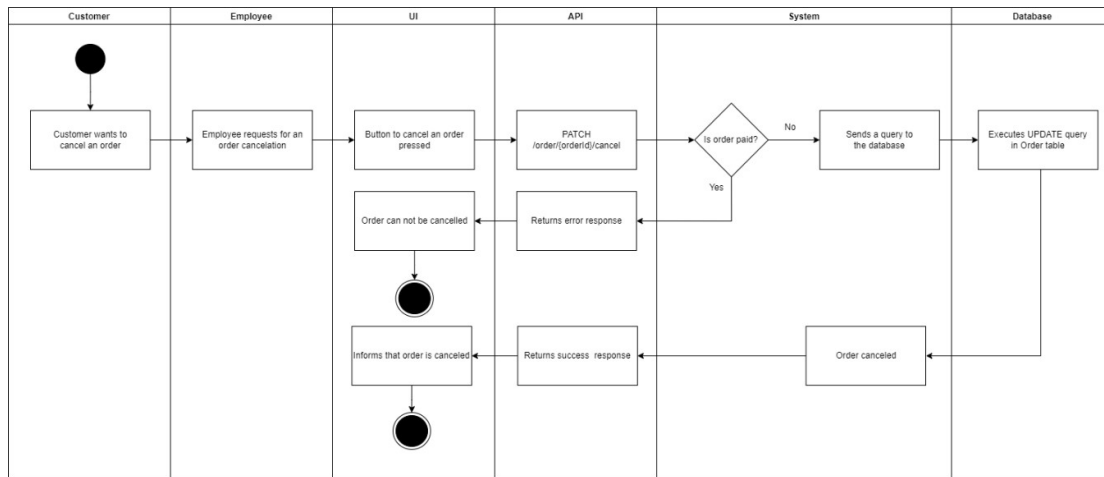 Customer
Employee
UI
API
System
Database
Customer wants to
cancel an order
Employee requests for an
order cancelation
Button to cancel an order
pressed
PATCH
/order/{orderId}/cancel
Is order paid?
No
Sends a query to
the database
Executes UPDATE query
in Order table
Yes
Order can not be cancelled
Returns error response
Informs that order is canceled
Returns success response
Order canceled